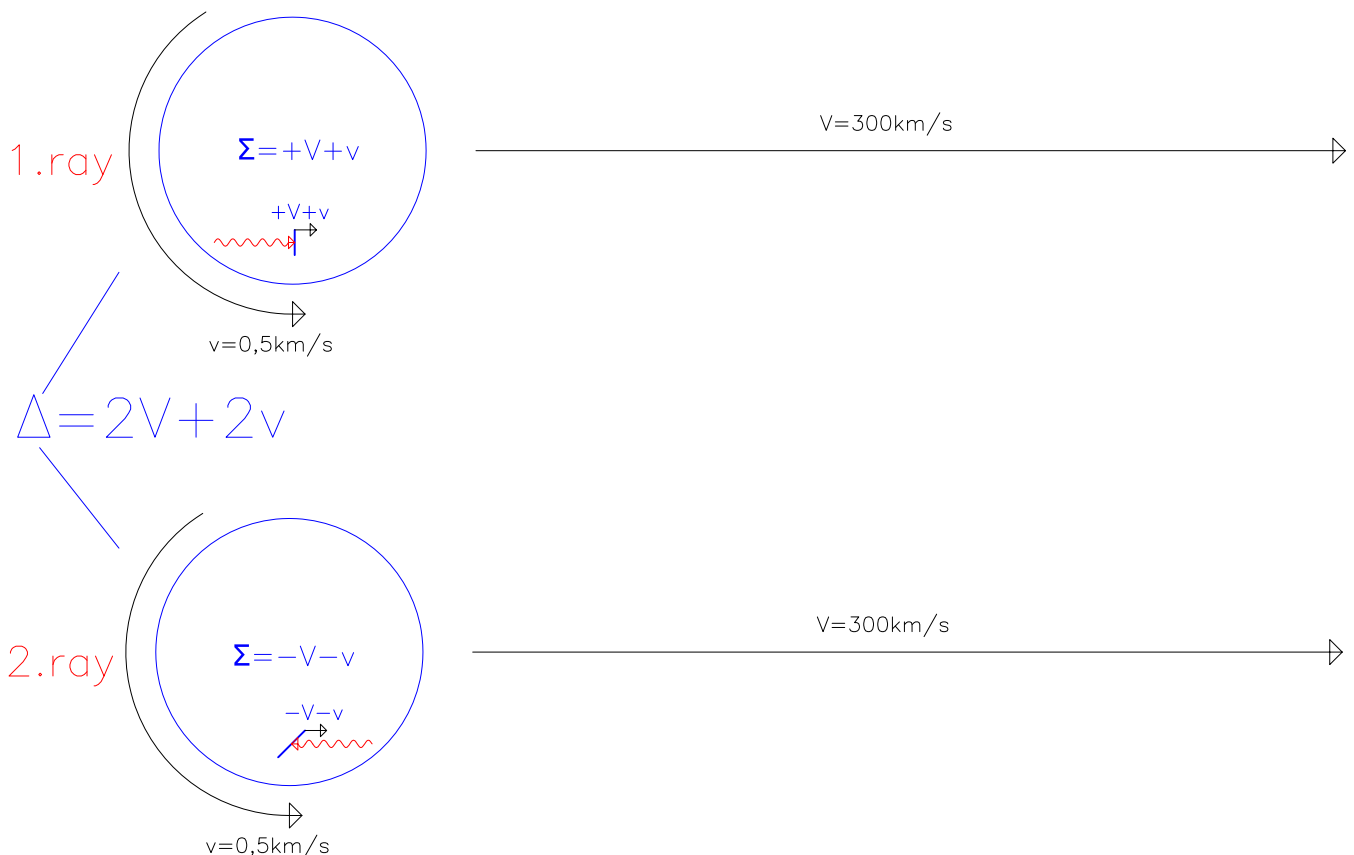 V=300km/s
Σ=+V+v
1.ray
+V+v
v=0,5km/s
Δ=2V+2v
V=300km/s
2.ray
Σ=-V-v
-V-v
v=0,5km/s